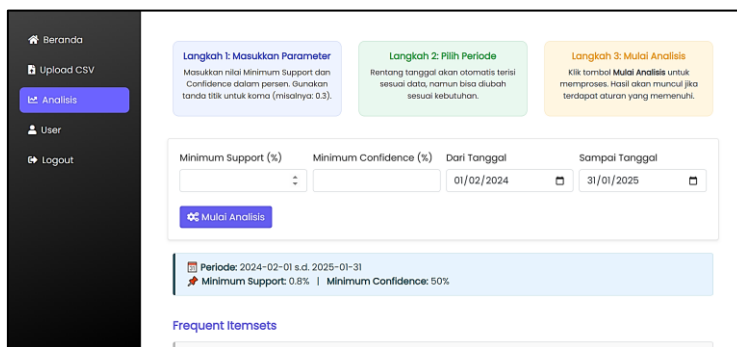 Beranda
Upload CSV
Analisis
User
Logout
Langkah 1: Masukkan Parameter
Masukkan nilai Minimum Support dan
Confidence dalam persen. Gunakan
tanda titik untuk koma (misalnya: 0.3).
Langkah 2: Pilih Periode
Rentang tanggal akan otomatis terisi
sesuai data, namun bisa diubah
sesuai kebutuhan.
Langkah 3: Mulai Analisis
Klik tombol Mulai Analisis untuk
memproses. Hasil akan muncul jika
terdapat aturan yang memenuhi.
Minimum Support (%) Minimum Confidence (%) Dari Tanggal Sampai Tanggal
01/02/2024 31/01/2025
Mulai Analisis
Periode: 2024-02-01 s.d. 2025-01-31
Minimum Support: 0.8% | Minimum Confidence: 50%
Frequent Itemsets